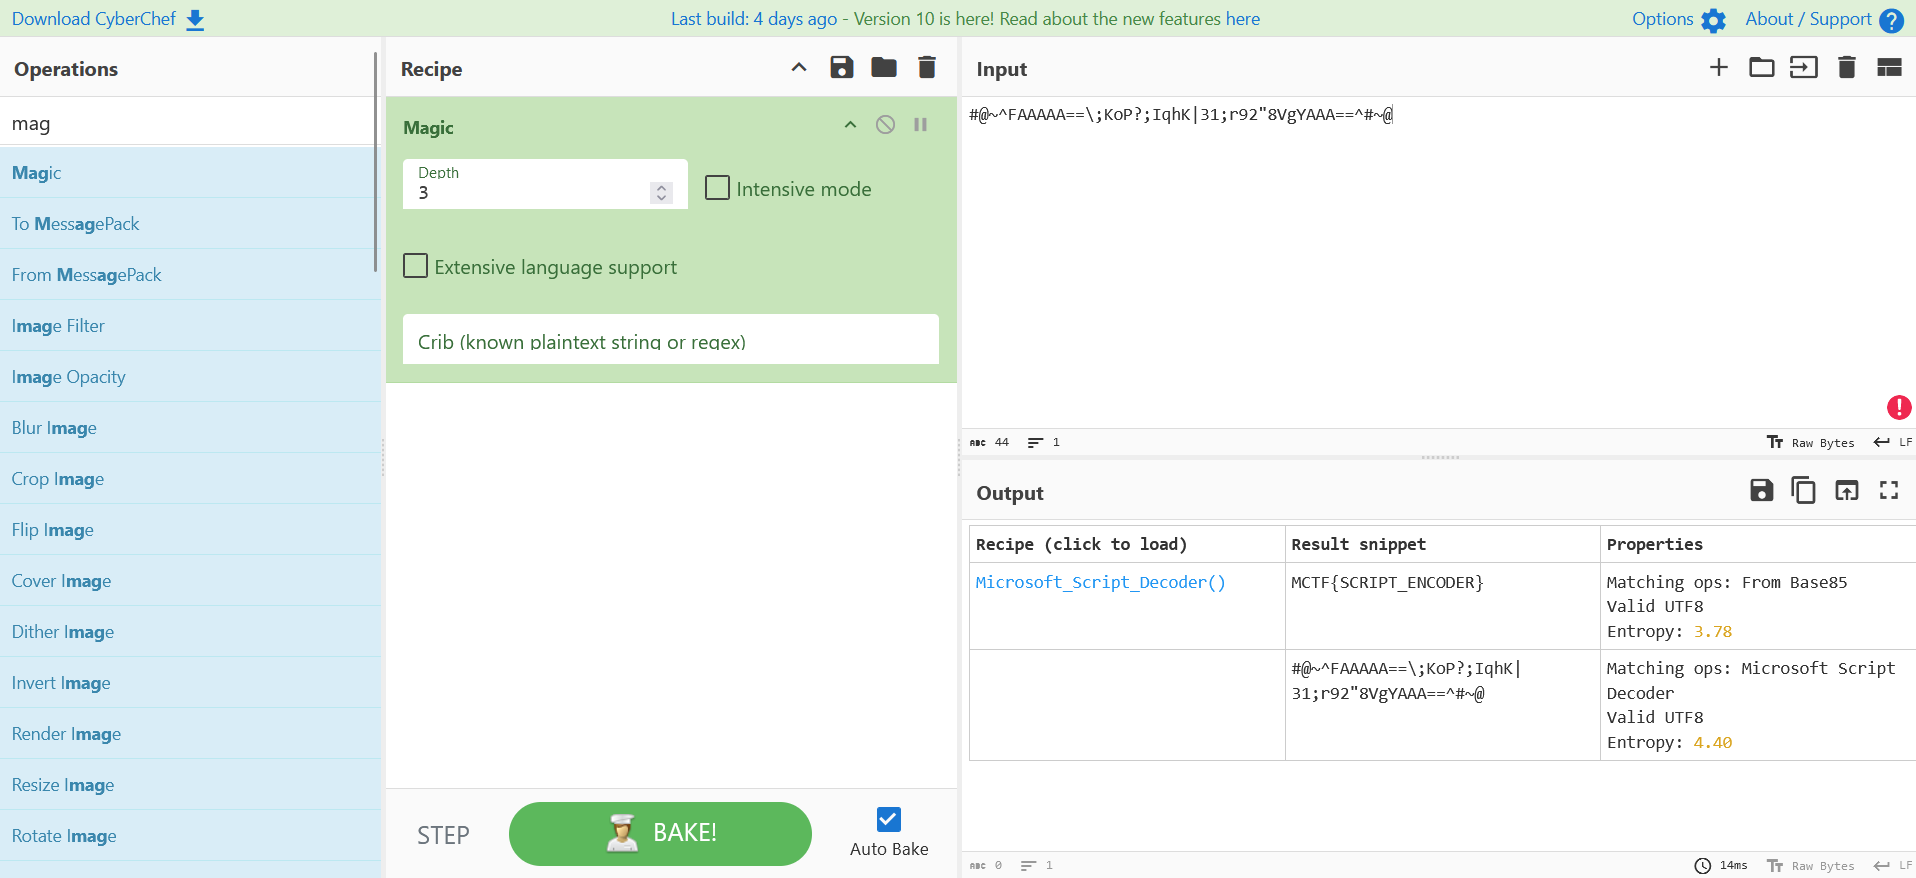 Download CyberChef
Last build: 4 days ago - Version 10 is here! Read about the new features here
Options
About / Support
Operations
mag
Magic
To MessagePack
From MessagePack
Image Filter
Image Opacity
Blur Image
Crop Image
Flip Image
Cover Image
Dither Image
Invert Image
Render Image
Resize Image
Rotate Image
Recipe
Magic
Depth
3
Intensive mode
Extensive language support
Crib (known plaintext string or regex)
STEP
BAKE!
Auto Bake
Input
#@~^FAAAAA==\;KoP?;IqhK|31;r92"8VgYAAA==^#~@
ABC 44 1
Raw Bytes LF
Output
Recipe (click to load) Result snippet Properties
Microsoft_Script_Decoder() MCTF{SCRIPT_ENCODER} Matching ops: From Base85
Valid UTF8
Entropy: 3.78
#@~^FAAAAA==\;KoP?;IqhK| Matching ops: Microsoft Script
31;r92"8VgYAAA==^#~@ Decoder
Valid UTF8
Entropy: 4.40
ABC 0 1
14ms Raw Bytes LF